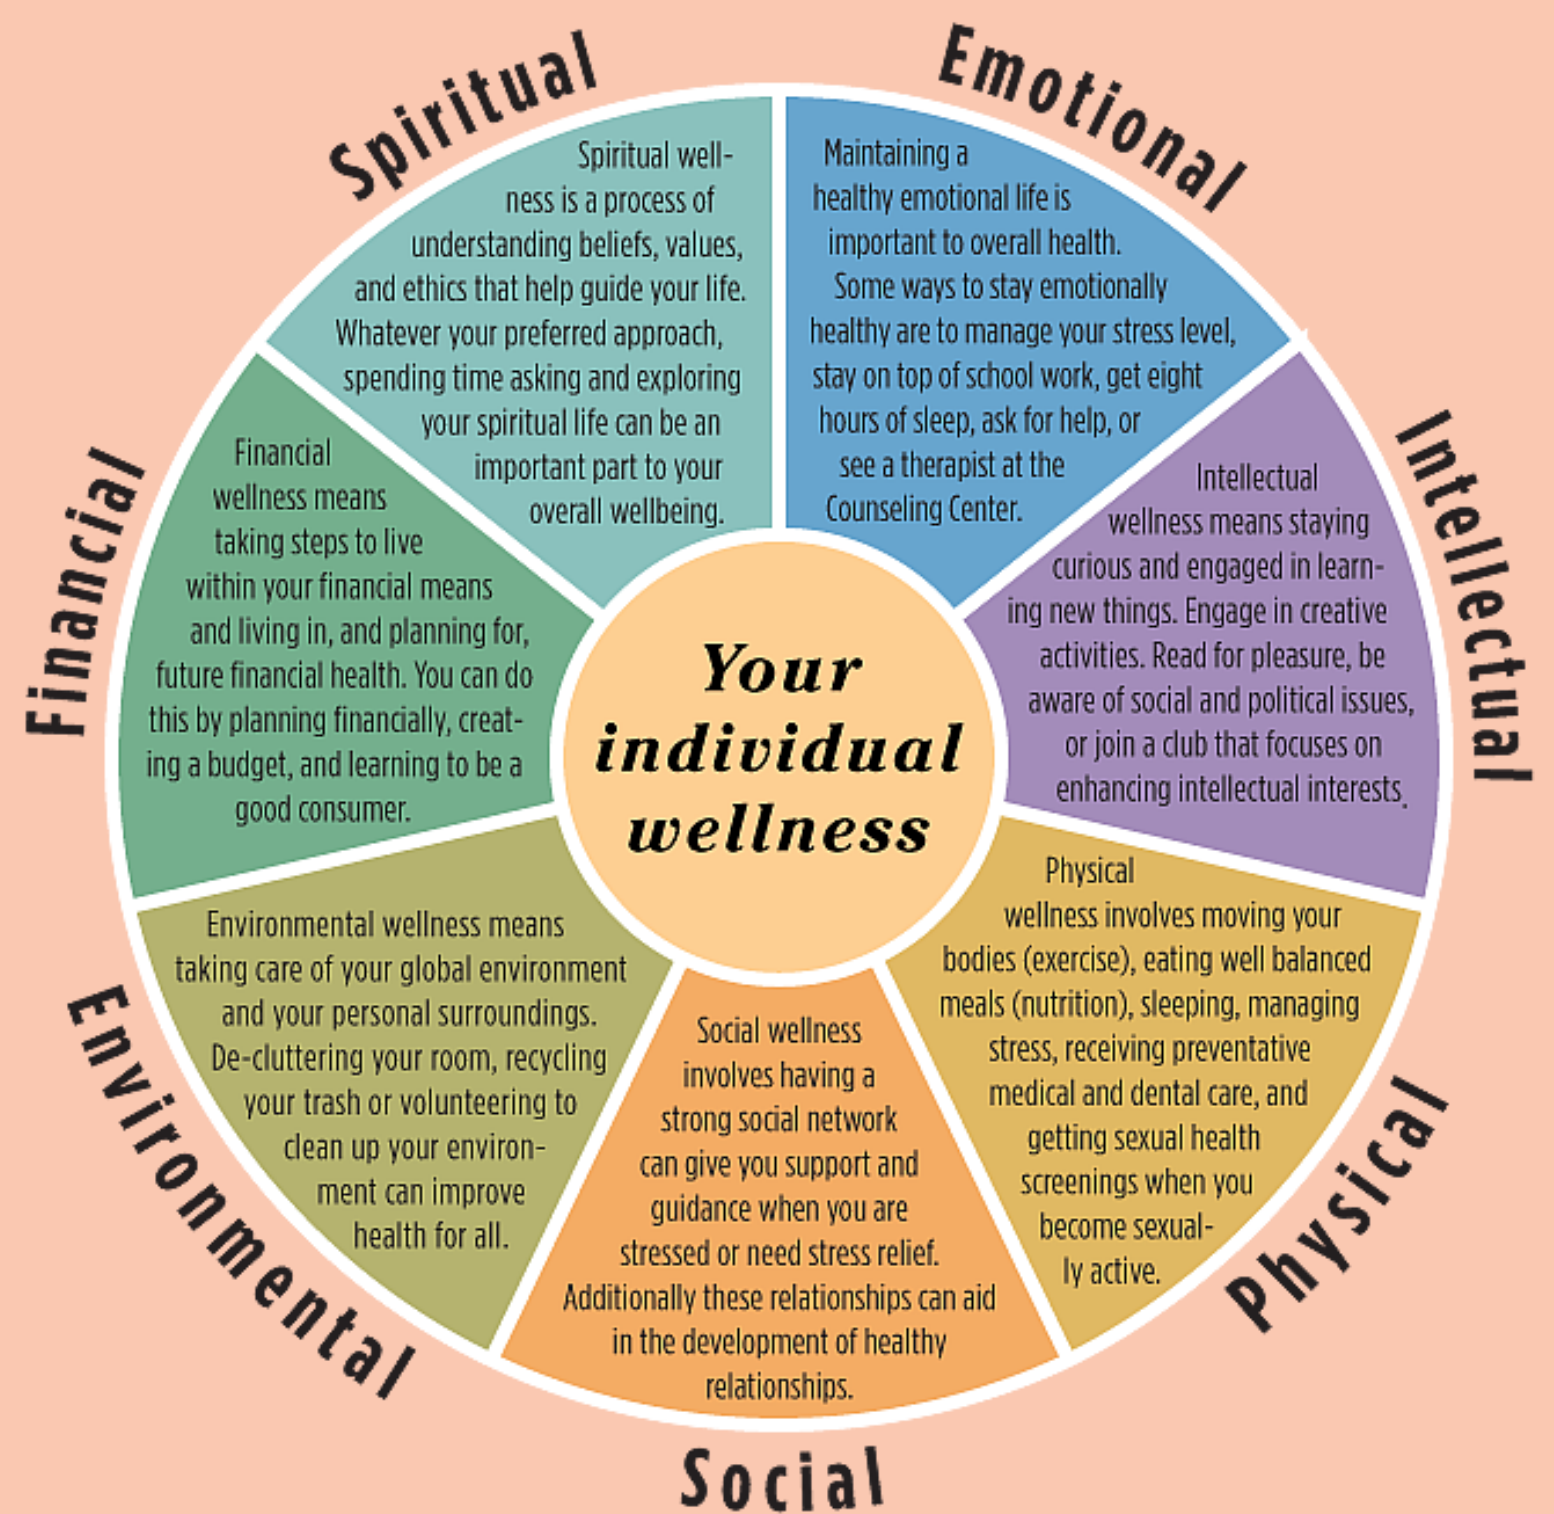 Spiritual
Spiritual well-
ness is a process of
understanding beliefs, values,
and ethics that help guide your life.
Whatever your preferred approach,
spending time asking and exploring
your spiritual life can be an
important part to your
overall wellbeing.
Emotional
Maintaining a
healthy emotional life is
important to overall health.
Some ways to stay emotionally
healthy are to manage your stress level,
stay on top of school work, get eight
hours of sleep, ask for help, or
see a therapist at the
Counseling Center.
Intellectual
Intellectual
wellness means staying
curious and engaged in learn-
ing new things. Engage in creative
activities. Read for pleasure, be
aware of social and political issues,
or join a club that focuses on
enhancing intellectual interests.
Physical
Physical
wellness involves moving your
bodies (exercise), eating well balanced
meals (nutrition), sleeping, managing
stress, receiving preventative
medical and dental care, and
getting sexual health
screenings when you
become sexual-
ly active.
Social
Social wellness
involves having a
strong social network
can give you support and
guidance when you are
stressed or need stress relief.
Additionally these relationships can aid
in the development of healthy
relationships.
Environmental
Environmental wellness means
taking care of your global environment
and your personal surroundings.
De-cluttering your room, recycling
your trash or volunteering to
clean up your environ-
ment can improve
health for all.
Financial
Financial
wellness means
taking steps to live
within your financial means
and living in, and planning for,
future financial health. You can do
this by planning financially, creat-
ing a budget, and learning to be a
good consumer.
Your
individual
wellness